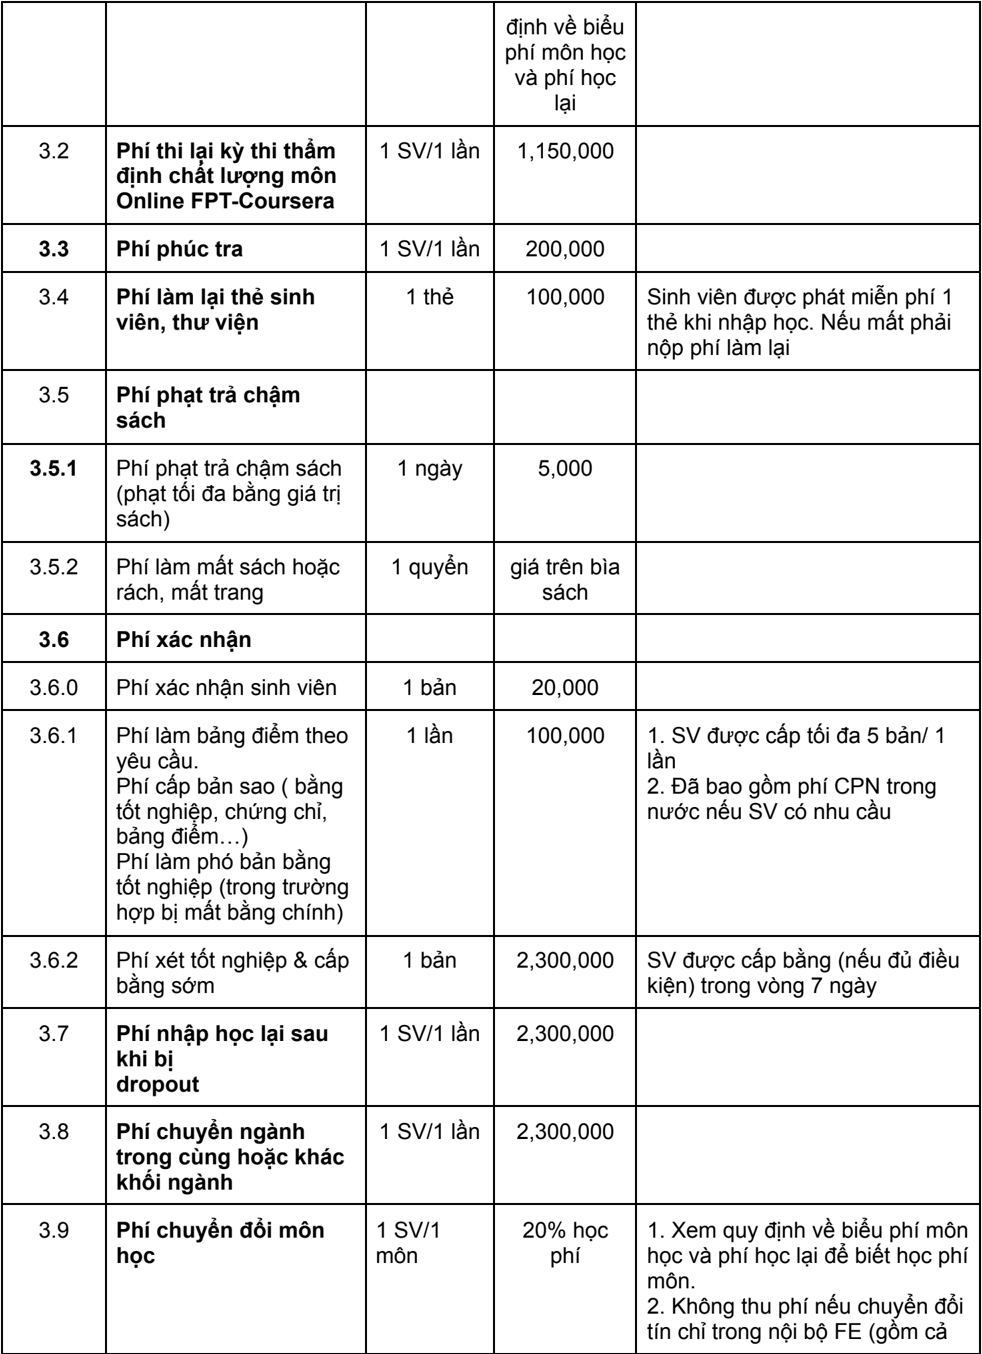 định về biểu
phí môn học
và phí học
lại
3.2 Phí thi lại kỳ thi thẩm 1 SV/1 lần 1,150,000
định chất lượng môn
Online FPT-Coursera
3.3 Phí phúc tra 1 SV/1 lần 200,000
3.4 Phí làm lại thẻ sinh 1 thẻ 100,000 Sinh viên được phát miễn phí 1
viên, thư viện thẻ khi nhập học. Nếu mất phải
nộp phí làm lại
3.5 Phí phạt trả chậm
sách
3.5.1 Phí phạt trả chậm sách 1 ngày 5,000
(phạt tối đa bằng giá trị
sách)
3.5.2 Phí làm mất sách hoặc 1 quyển giá trên bìa
rách, mất trang sách
3.6 Phí xác nhận
3.6.0 Phí xác nhận sinh viên 1 bản 20,000
3.6.1 Phí làm bảng điểm theo 1 lần 100,000 1. SV được cấp tối đa 5 bản/ 1
yêu cầu. lần
Phí cấp bản sao ( bằng 2. Đã bao gồm phí CPN trong
tốt nghiệp, chứng chỉ, nước nếu SV có nhu cầu
bảng điểm…)
Phí làm phó bản bằng
tốt nghiệp (trong trường
hợp bị mất bằng chính)
3.6.2 Phí xét tốt nghiệp & cấp 1 bản 2,300,000 SV được cấp bằng (nếu đủ điều
bằng sớm kiện) trong vòng 7 ngày
3.7 Phí nhập học lại sau 1 SV/1 lần 2,300,000
khi bị
dropout
3.8 Phí chuyển ngành 1 SV/1 lần 2,300,000
trong cùng hoặc khác
khối ngành
3.9 Phí chuyển đổi môn 1 SV/1 20% học 1. Xem quy định về biểu phí môn
học môn phí học và phí học lại để biết học phí
môn.
2. Không thu phí nếu chuyển đổi
tín chỉ trong nội bộ FE (gồm cả